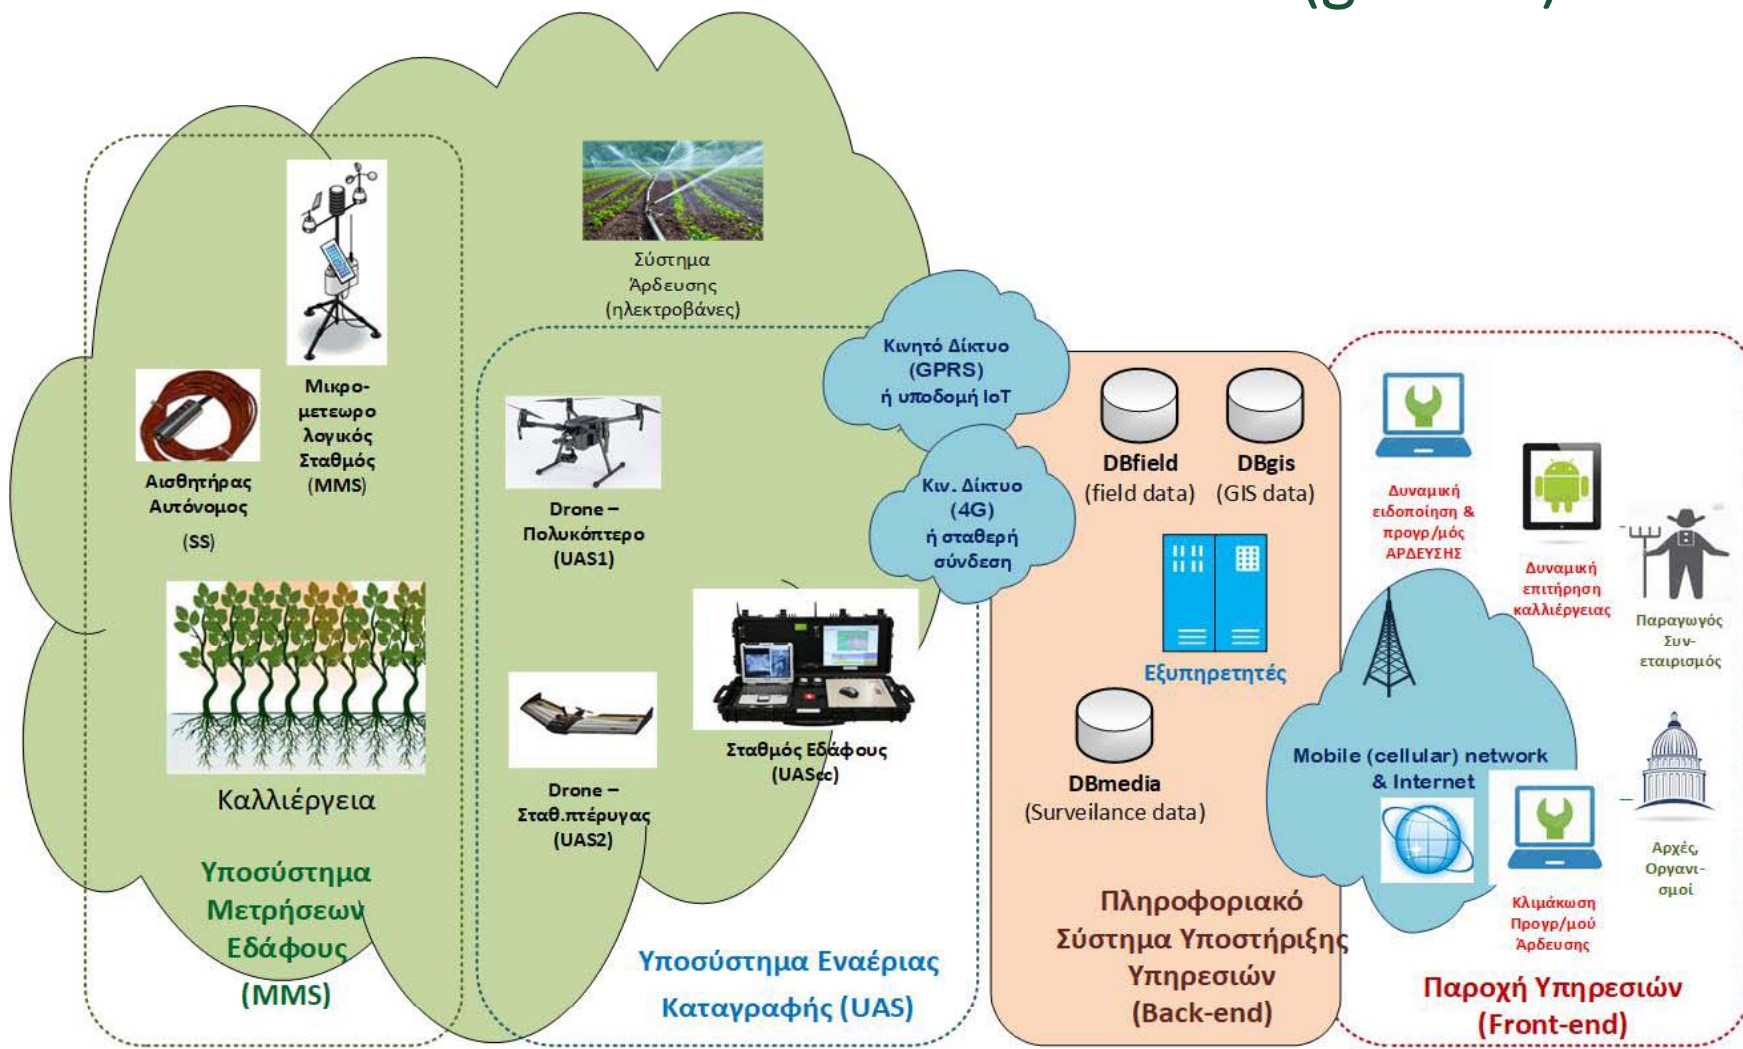 Σύστημα
Άρδευσης
(ηλεκτροβάνες)
Μικρο-
μετεωρο
λογικός
Σταθμός
(MMS)
Αισθητήρας
Αυτόνομος
(SS)
Καλλιέργεια
Υποσύστημα
Μετρήσεων
Εδάφους
(MMS)
Drone –
Πολυκόπτερο
(UAS1)
Drone –
Σταθ.πτέρυγας
(UAS2)
Σταθμός Εδάφους
(UAScc)
Υποσύστημα Εναέριας
Καταγραφής (UAS)
Κινητό Δίκτυο
(GPRS)
ή υποδομή IoT
Κιν. Δίκτυο
(4G)
ή σταθερή
σύνδεση
DBfield
(field data)
DBgis
(GIS data)
Εξυπηρετητές
DBmedia
(Surveilance data)
Πληροφοριακό
Σύστημα Υποστήριξης
Υπηρεσιών
(Back-end)
Δυναμική
ειδοποίηση &
προγρ/μός
ΑΡΔΕΥΣΗΣ
Δυναμική
επιτήρηση
καλλιέργειας
Παραγωγός
Συν-
εταιρισμός
Mobile (cellular) network
& Internet
Κλιμάκωση
Προγρ/μού
Άρδευσης
Αρχές,
Οργανι-
σμοί
Παροχή Υπηρεσιών
(Front-end)